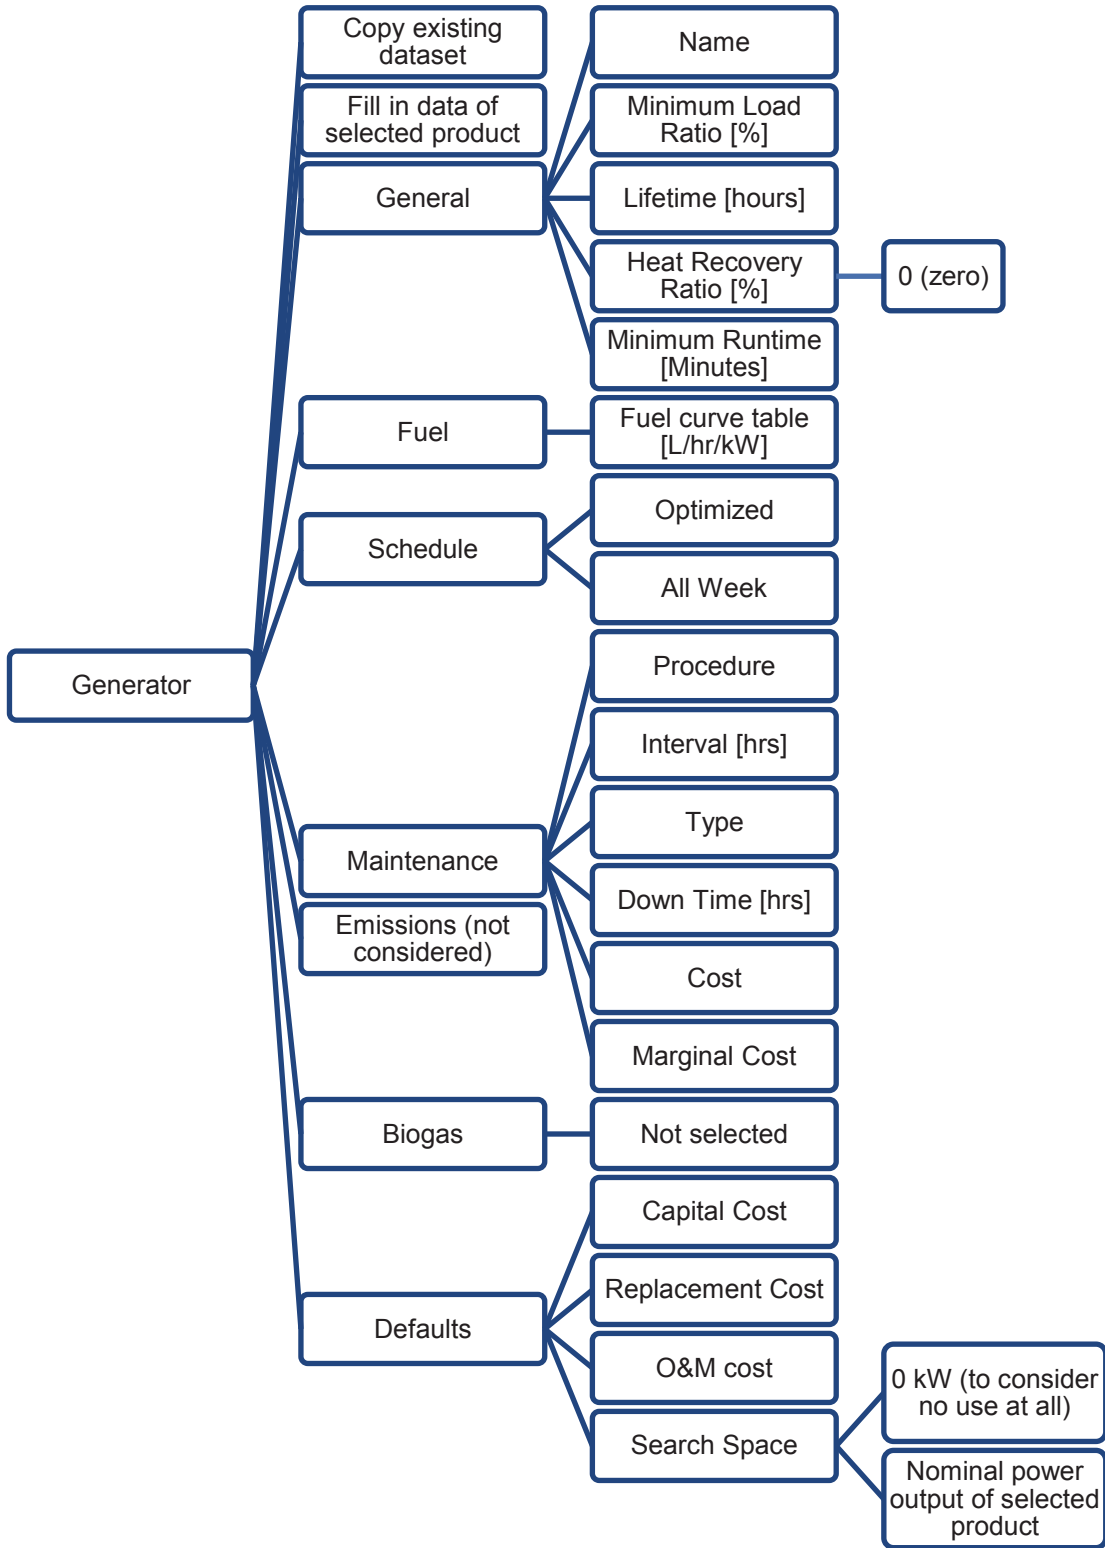 Generator
Copy existing
dataset
Fill in data of
selected product
General
Name
Minimum Load
Ratio [%]
Lifetime [hours]
Heat Recovery
Ratio [%]
0 (zero)
Minimum Runtime
[Minutes]
Fuel
Fuel curve table
[L/hr/kW]
Schedule
Optimized
All Week
Maintenance
Procedure
Interval [hrs]
Type
Down Time [hrs]
Cost
Marginal Cost
Emissions (not
considered)
Biogas
Not selected
Defaults
Capital Cost
Replacement Cost
O&M cost
Search Space
0 kW (to consider
no use at all)
Nominal power
output of selected
product